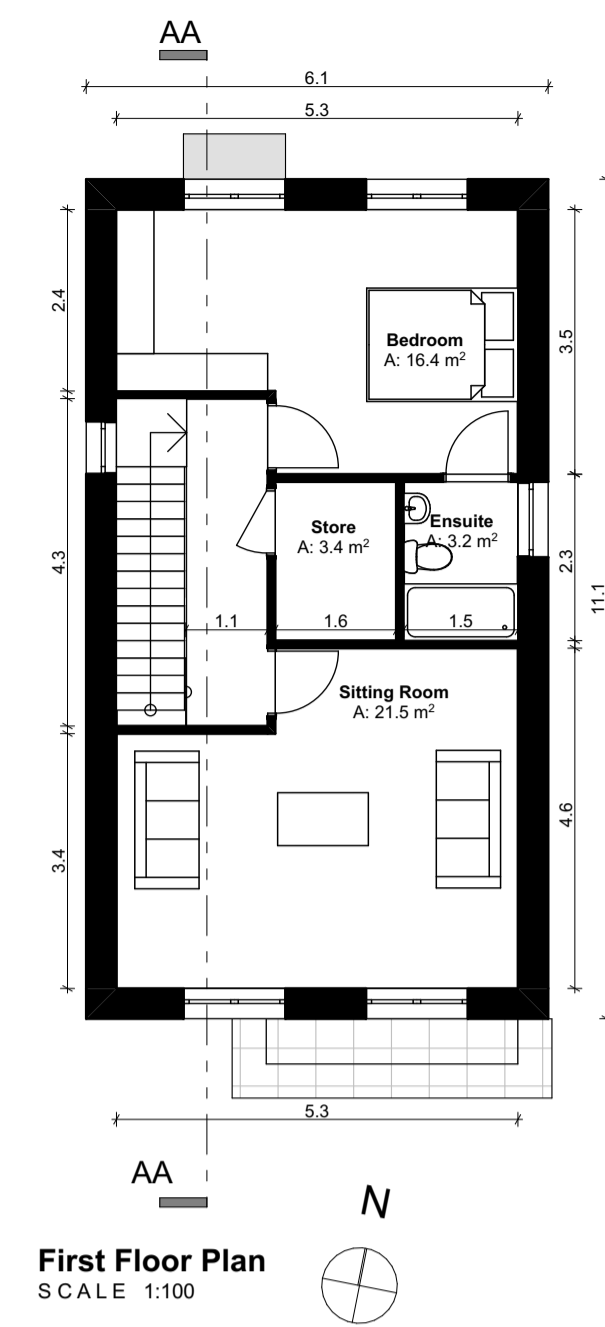 AA
6.1
5.3
2.4
3.5
Bedroom
A: 16.4 m²
Store
A: 3.4 m²
Ensuite
A: 3.2 m²
4.3
2.3
11.1
1.1
1.6
1.5
Sitting Room
A: 21.5 m²
3.4
4.6
5.3
AA
N
First Floor Plan
SCALE 1:100